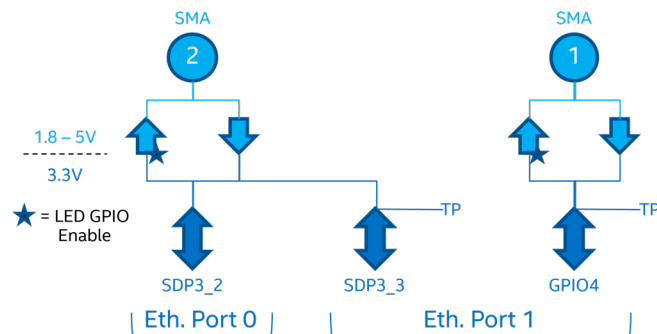 SMA
SMA
2
1
1.8 – 5V
3.3V
= LED GPIO
Enable
TP
TP
SDP3_2
SDP3_3
GPIO4
Eth. Port 0
Eth. Port 1